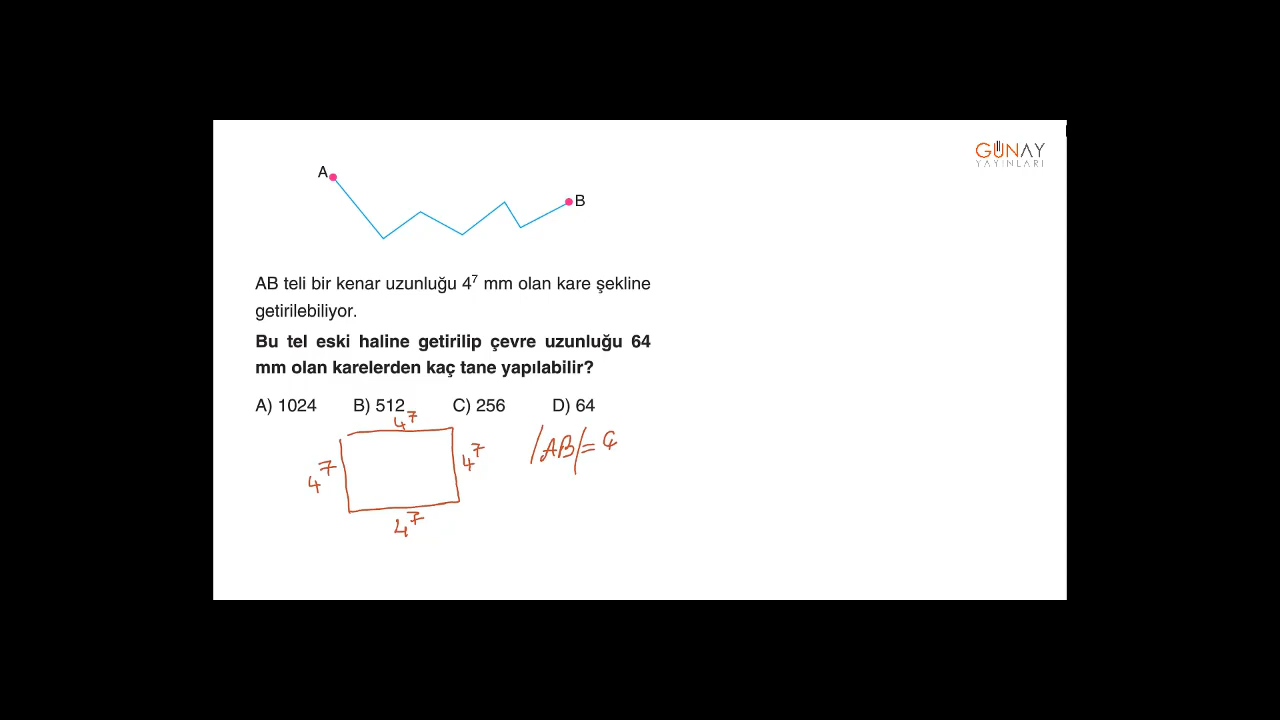 GÜNAY
YAYINLARI
A
B
AB teli bir kenar uzunluğu 4⁷ mm olan kare şekline
getirilebiliyor.
Bu tel eski haline getirilip çevre uzunluğu 64
mm olan karelerden kaç tane yapılabilir?
A) 1024 B) 512 C) 256 D) 64
4⁷
4⁷
4⁷
4⁷
|AB|=